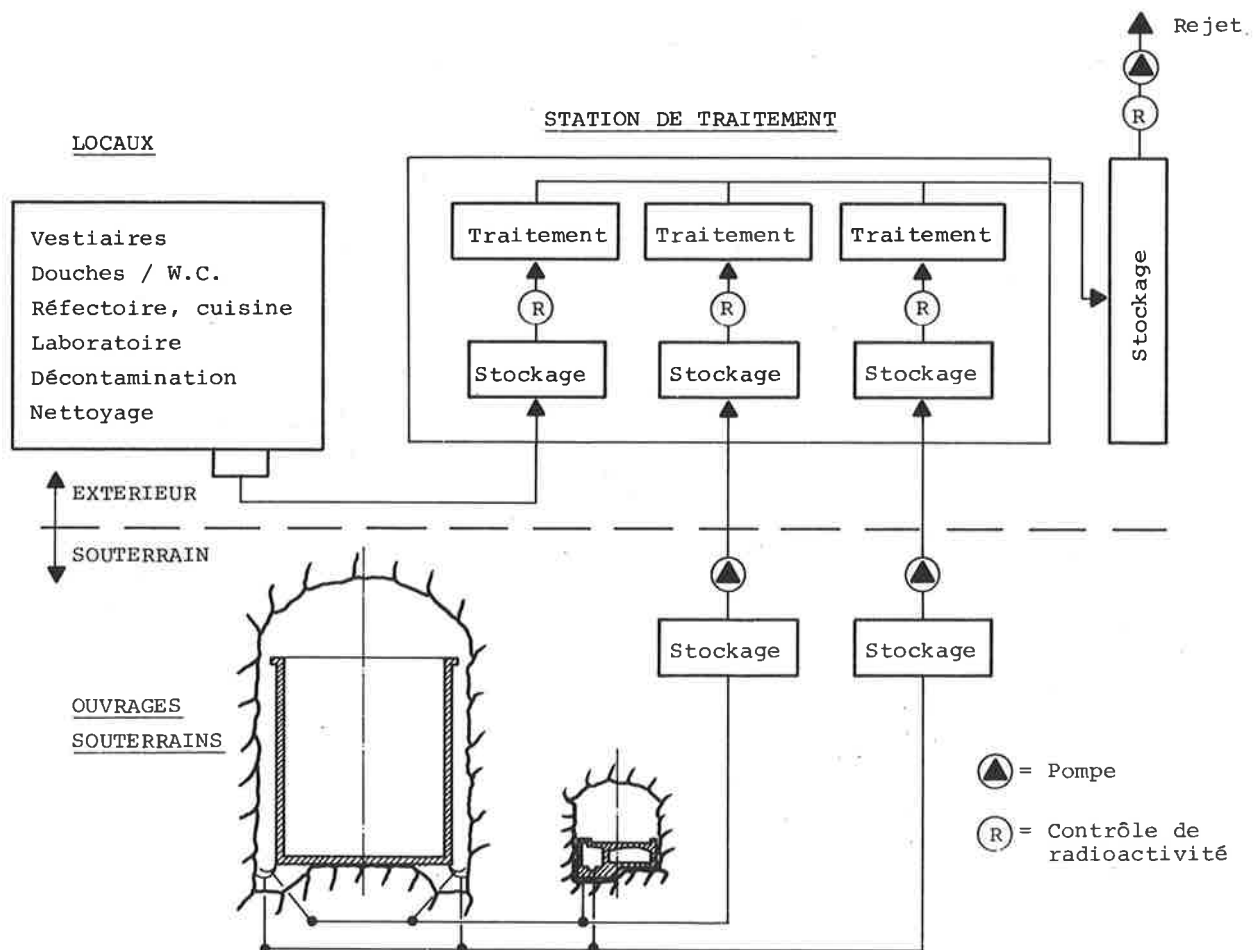 Rejet
R
STATION DE TRAITEMENT
LOCAUX
Vestiaires
Douches / W.C.
Réfectoire, cuisine
Laboratoire
Décontamination
Nettoyage
Traitement
Traitement
Traitement
R
R
R
Stockage
Stockage
Stockage
Stockage
EXTERIEUR
SOUTERRAIN
Stockage
Stockage
OUVRAGES
SOUTERRAINS
= Pompe
R = Contrôle de
radioactivité